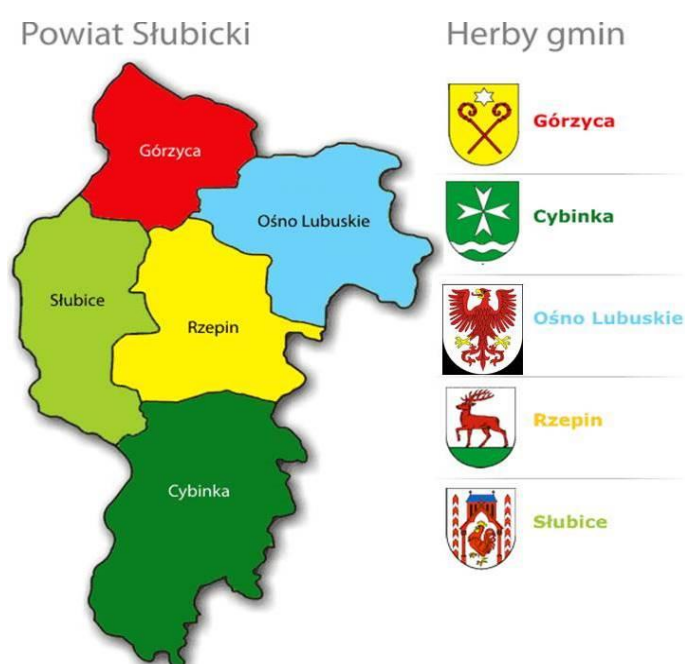 Powiat Słubicki
Herby gmin
Górzyca
Ośno Lubuskie
Słubice
Rzepin
Cybinka
Górzyca
Cybinka
Ośno Lubuskie
Rzepin
Słubice